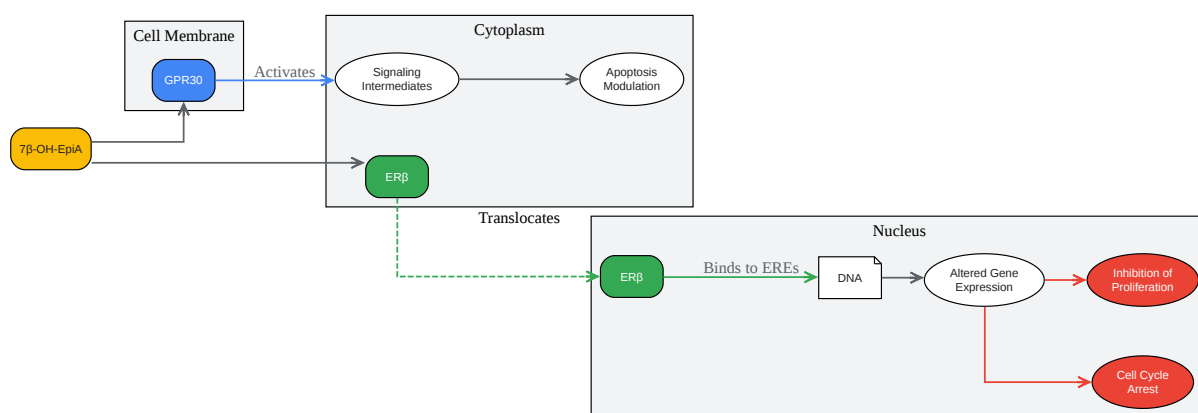 Cell Membrane
GPR30
Activates
Cytoplasm
Signaling
Intermediates
Apoptosis
Modulation
7β-OH-EpiA
ERβ
Translocates
Nucleus
ERβ
Binds to EREs
DNA
Altered Gene
Expression
Inhibition of
Proliferation
Cell Cycle
Arrest